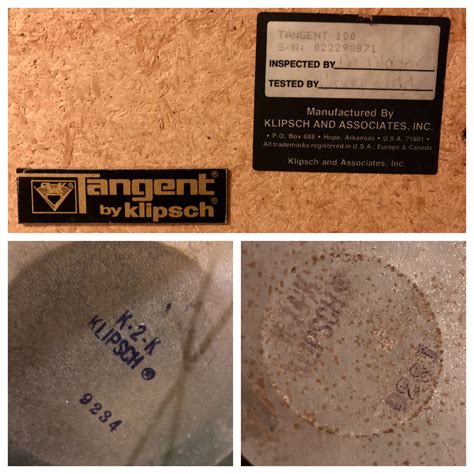 TANGENT 100
S/N: 022290871
INSPECTED BY
TESTED BY
Manufactured By
KLIPSCH AND ASSOCIATES, INC.
• P.O. Box 688 • Hope, Arkansas • U.S.A. 71801 •
All trademarks registered in U.S.A., Europe & Canada
Klipsch and Associates, Inc.
Tangent®
by klipsch®
K-2-K
KLIPSCH ®
9234
KLIPSCH®